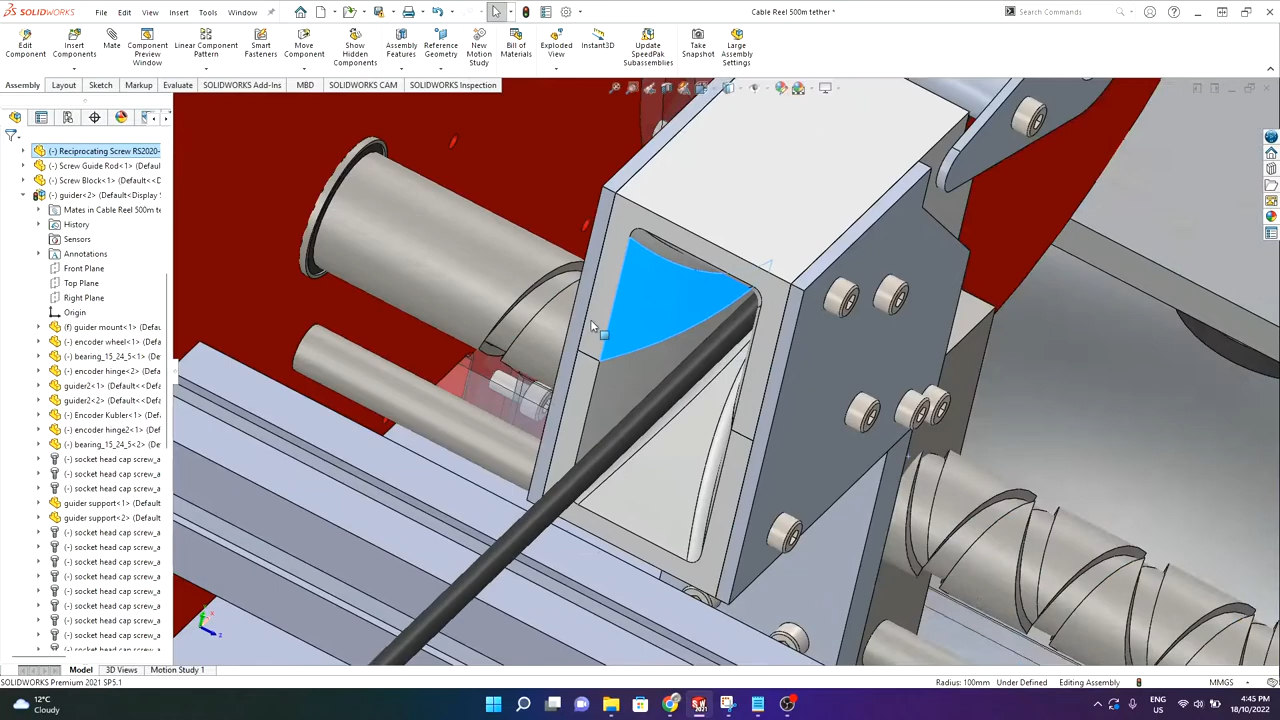 SOLIDWORKS
File
Edit
View
Insert
Tools
Window
Cable Reel 500m tether *
Search Commands
Edit Component
Insert Components
Mate
Component Preview Window
Linear Component Pattern
Smart Fasteners
Move Component
Show Hidden Components
Assembly Features
Reference Geometry
New Motion Study
Bill of Materials
Exploded View
Instant3D
Update SpeedPak Subassemblies
Take Snapshot
Large Assembly Settings
Assembly
Layout
Sketch
Markup
Evaluate
SOLIDWORKS Add-Ins
MBD
SOLIDWORKS CAM
SOLIDWORKS Inspection
(-) Reciprocating Screw RS2020-
(-) Screw Guide Rod<1> (Defau
(-) Screw Block<1> (Default<<D
(-) guider<2> (Default<Display
Mates in Cable Reel 500m te
History
Sensors
Annotations
Front Plane
Top Plane
Right Plane
Origin
(f) guider mount<1> (Defaul
(-) encoder wheel<1> (Defau
(-) bearing_15_24_5<1> (De
(-) encoder hinge<2> (Defau
guider2<1> (Default<<Defau
guider2<2> (Default<<Defau
(-) Encoder Kubler<1> (Defa
(-) encoder hinge2<1> (Defa
(-) bearing_15_24_5<2> (De
(-) socket head cap screw_a
(-) socket head cap screw_a
(-) socket head cap screw_a
guider support<1> (Default
guider support<2> (Default
(-) socket head cap screw_a
(-) socket head cap screw_a
(-) socket head cap screw_a
(-) socket head cap screw_a
(-) socket head cap screw_a
(-) socket head cap screw_a
(-) socket head cap screw_a
(-) socket head cap screw_a
Model
3D Views
Motion Study 1
SOLIDWORKS Premium 2021 SP5.1
Radius: 100mm
Under Defined
Editing Assembly
MMGS
12°C
Cloudy
ENG
US
4:45 PM
18/10/2022